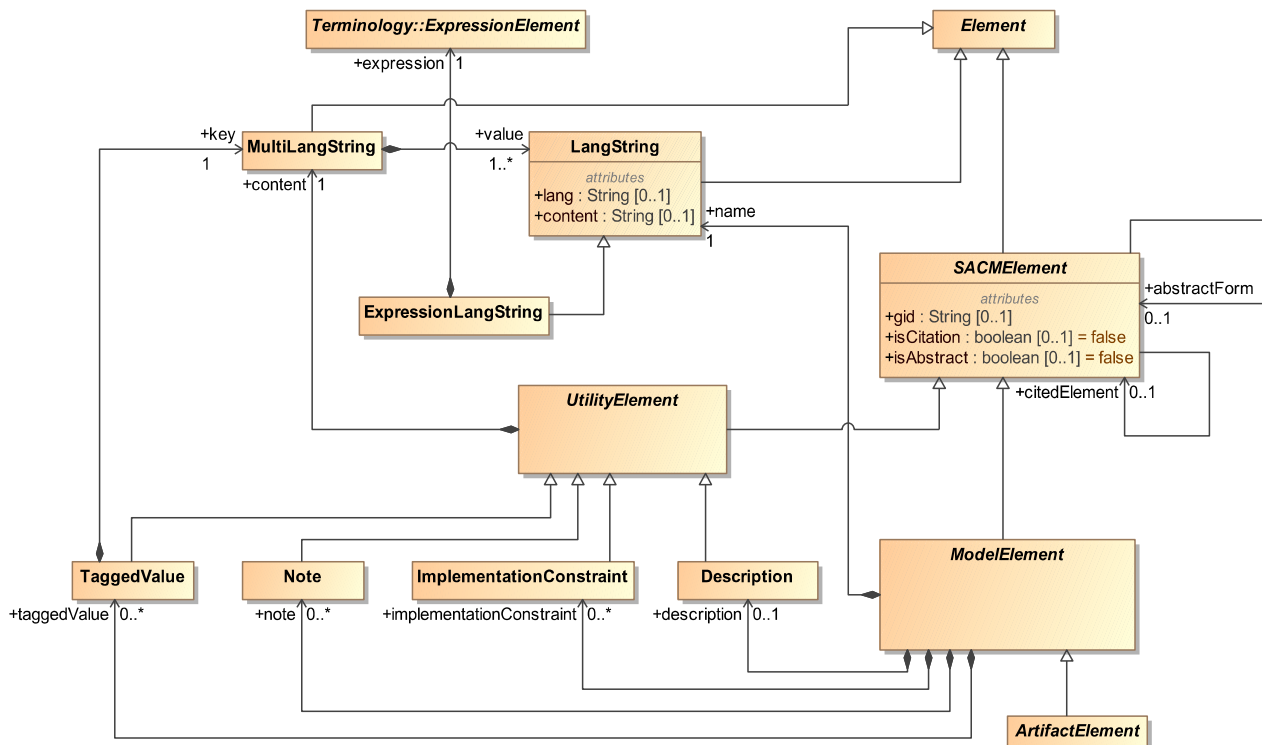 Terminology::ExpressionElement
Element
+expression 1
+key
1
MultiLangString
+content 1
+value
1..*
LangString
attributes
+lang : String [0..1]
+content : String [0..1]
+name
1
SACMElement
attributes
+gid : String [0..1]
+isCitation : boolean [0..1] = false
+isAbstract : boolean [0..1] = false
+abstractForm
0..1
ExpressionLangString
+citedElement 0..1
UtilityElement
ModelElement
TaggedValue
Note
ImplementationConstraint
Description
+taggedValue 0..*
+note 0..*
+implementationConstraint 0..*
+description 0..1
ArtifactElement